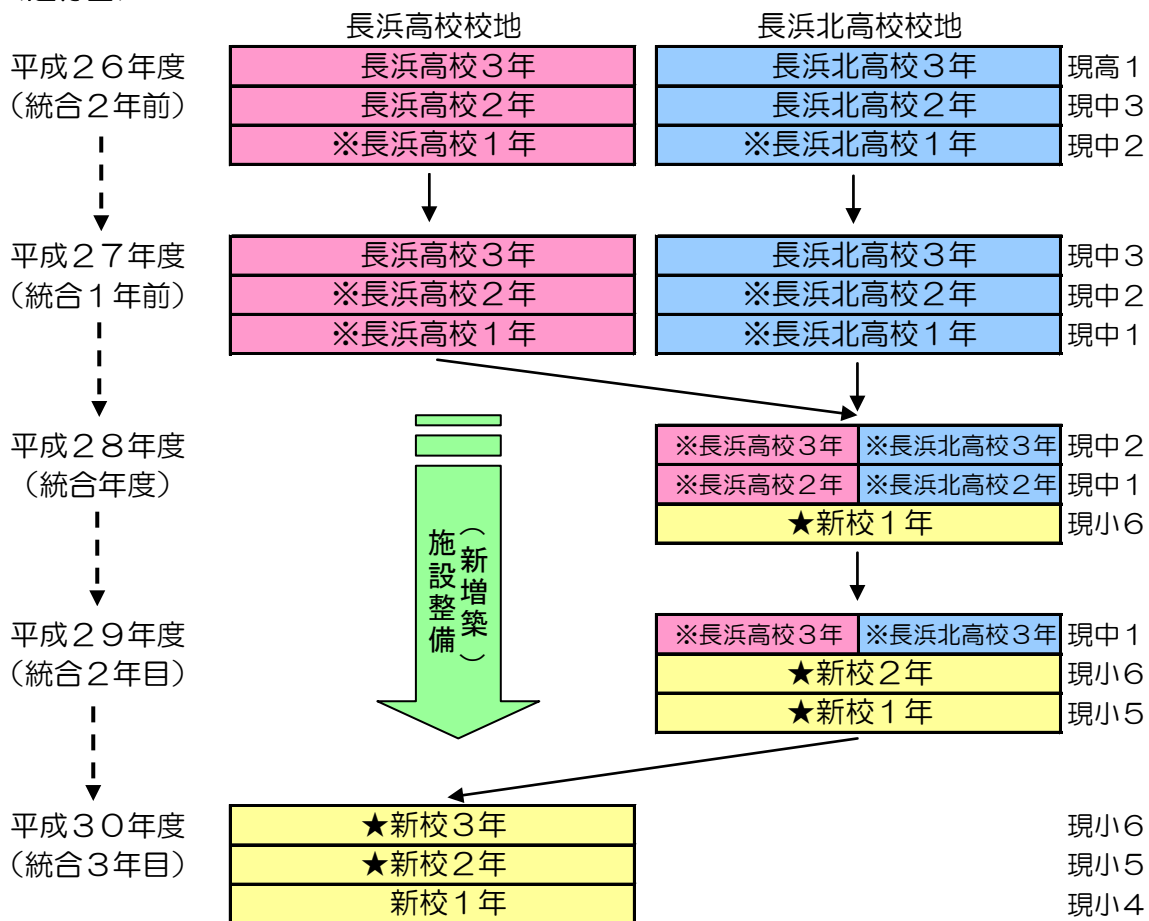 長浜高校校地 長浜北高校校地
平成26年度 長浜高校3年 長浜北高校3年 現高1
(統合2年前) 長浜高校2年 長浜北高校2年 現中3
※長浜高校1年 ※長浜北高校1年 現中2
平成27年度 長浜高校3年 長浜北高校3年 現中3
(統合1年前) ※長浜高校2年 ※長浜北高校2年 現中2
※長浜高校1年 ※長浜北高校1年 現中1
平成28年度 ※長浜高校3年 ※長浜北高校3年 現中2
(統合年度) ※長浜高校2年 ※長浜北高校2年 現中1
★新校1年 現小6
施設整備
(新増築)
平成29年度 ※長浜高校3年 ※長浜北高校3年 現中1
(統合2年目) ★新校2年 現小6
★新校1年 現小5
平成30年度 ★新校3年 現小6
(統合3年目) ★新校2年 現小5
新校1年 現小4